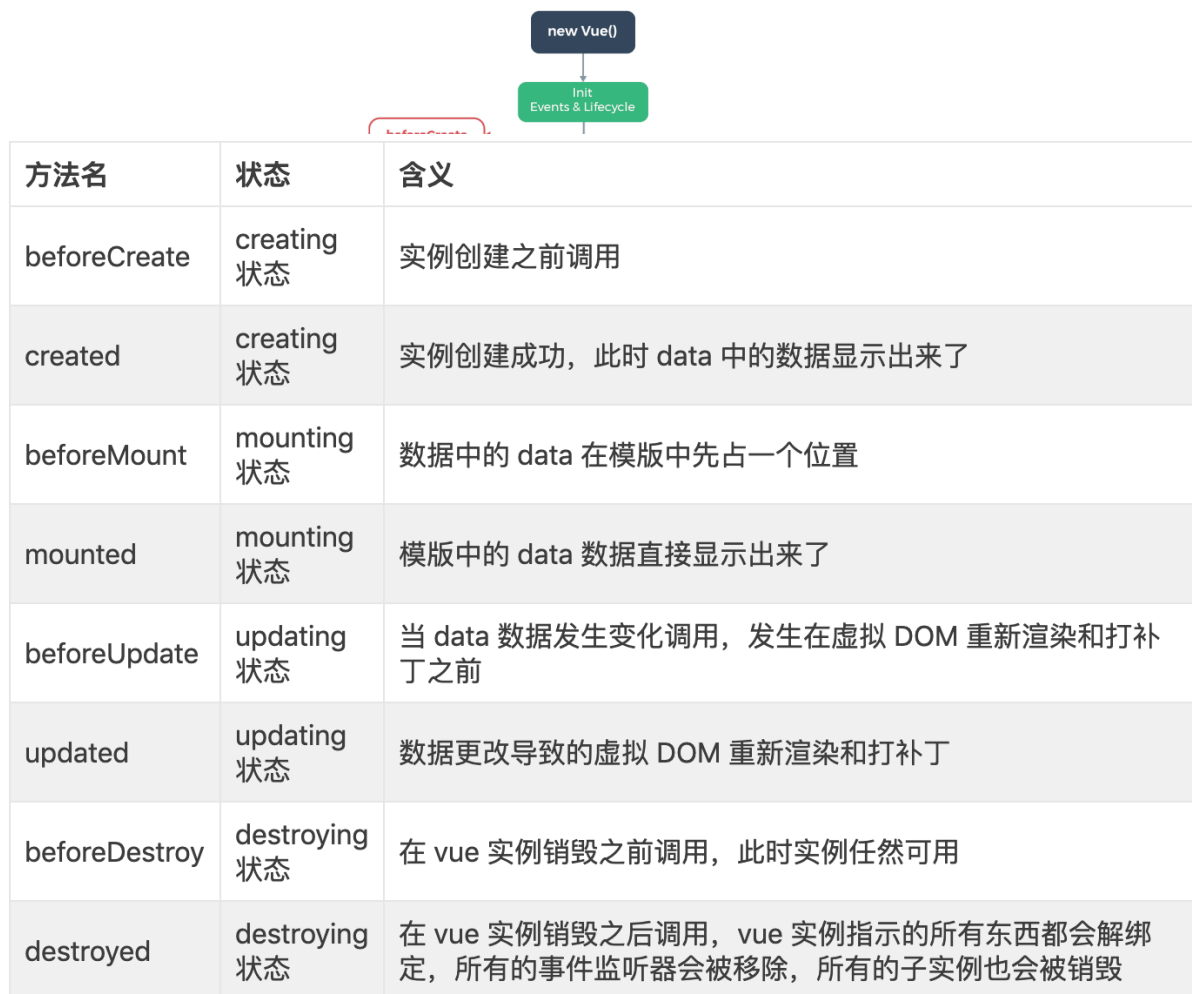 new Vue()
Init
Events & Lifecycle
beforeCreate
方法名 状态 含义
beforeCreate creating 状态 实例创建之前调用
created creating 状态 实例创建成功，此时 data 中的数据显示出来了
beforeMount mounting 状态 数据中的 data 在模版中先占一个位置
mounted mounting 状态 模版中的 data 数据直接显示出来了
beforeUpdate updating 状态 当 data 数据发生变化调用，发生在虚拟 DOM 重新渲染和打补
丁之前
updated updating 状态 数据更改导致的虚拟 DOM 重新渲染和打补丁
beforeDestroy destroying 状态 在 vue 实例销毁之前调用，此时实例任然可用
destroyed destroying 状态 在 vue 实例销毁之后调用，vue 实例指示的所有东西都会解绑
定，所有的事件监听器会被移除，所有的子实例也会被销毁